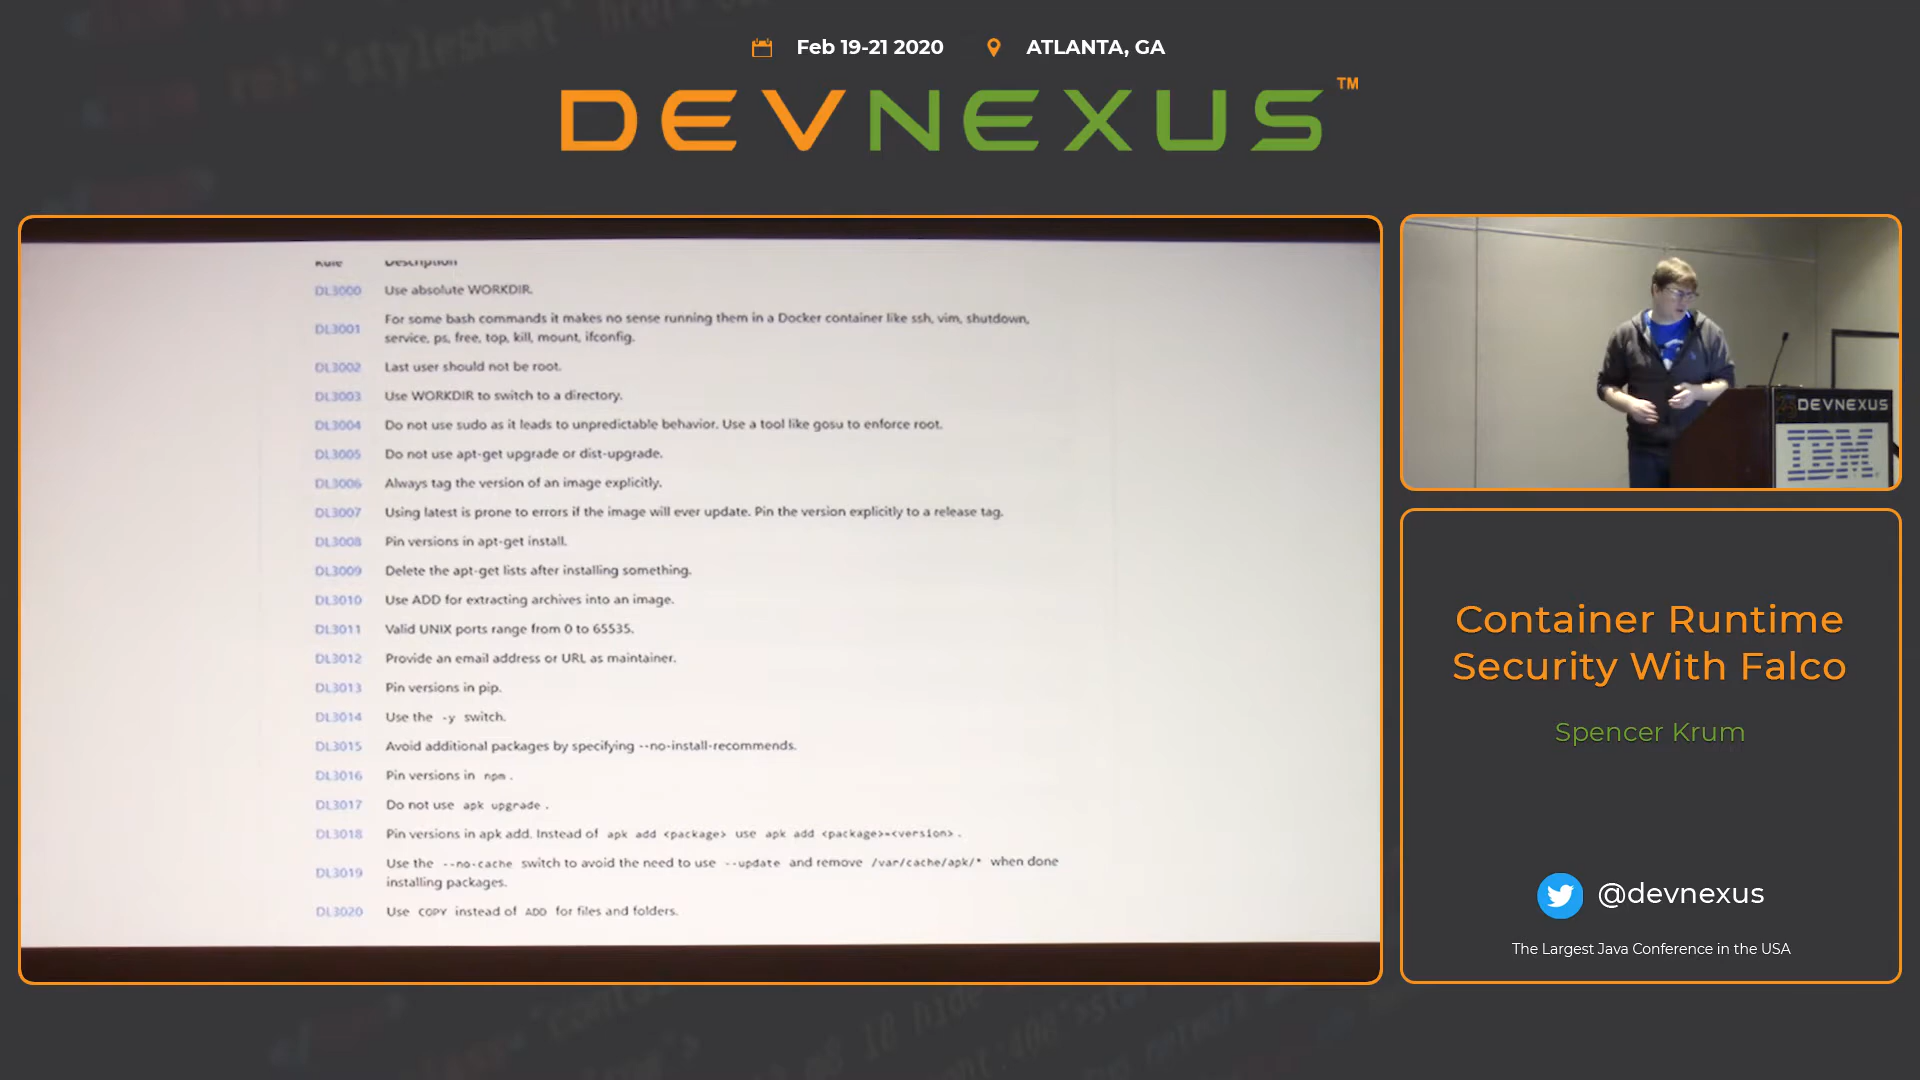 Feb 19-21 2020 ATLANTA, GA
DEVNEXUS™
Rule Description
DL3000 Use absolute WORKDIR.
DL3001 For some bash commands it makes no sense running them in a Docker container like ssh, vim, shutdown,
service, ps, free, top, kill, mount, ifconfig.
DL3002 Last user should not be root.
DL3003 Use WORKDIR to switch to a directory.
DL3004 Do not use sudo as it leads to unpredictable behavior. Use a tool like gosu to enforce root.
DL3005 Do not use apt-get upgrade or dist-upgrade.
DL3006 Always tag the version of an image explicitly.
DL3007 Using latest is prone to errors if the image will ever update. Pin the version explicitly to a release tag.
DL3008 Pin versions in apt-get install.
DL3009 Delete the apt-get lists after installing something.
DL3010 Use ADD for extracting archives into an image.
DL3011 Valid UNIX ports range from 0 to 65535.
DL3012 Provide an email address or URL as maintainer.
DL3013 Pin versions in pip.
DL3014 Use the -y switch.
DL3015 Avoid additional packages by specifying --no-install-recommends.
DL3016 Pin versions in npm .
DL3017 Do not use apk upgrade .
DL3018 Pin versions in apk add. Instead of apk add <package> use apk add <package>=<version> .
DL3019 Use the --no-cache switch to avoid the need to use --update and remove /var/cache/apk/* when done
installing packages.
DL3020 Use COPY instead of ADD for files and folders.
DEVNEXUS
IBM
Container Runtime
Security With Falco
Spencer Krum
@devnexus
The Largest Java Conference in the USA